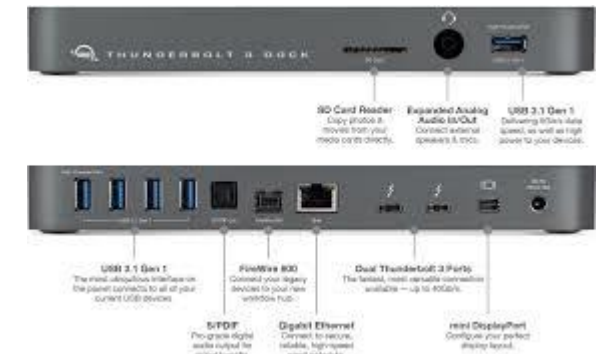 THUNDERBOLT 3 DOCK
SD Card Reader
Copy photos &
movies from your
media cards directly.
Expanded Analog
Audio In/Out
Connect external
speakers & mics.
USB 3.1 Gen 1
Delivering 5Gb/s data
speed, as well as high
power to your devices.
USB 3.1 Gen 1
The most ubiquitous interface on
the planet connects to all of your
current USB devices
FireWire 800
Connect your legacy
devices to your new
workflow hub.
Dual Thunderbolt 3 Ports
The fastest, most versatile connection
available — up to 40Gb/s.
S/PDIF
Pro-grade digital
audio output for
Gigabit Ethernet
Connect to secure,
reliable, high-speed
mini DisplayPort
Configure your perfect
display layout.